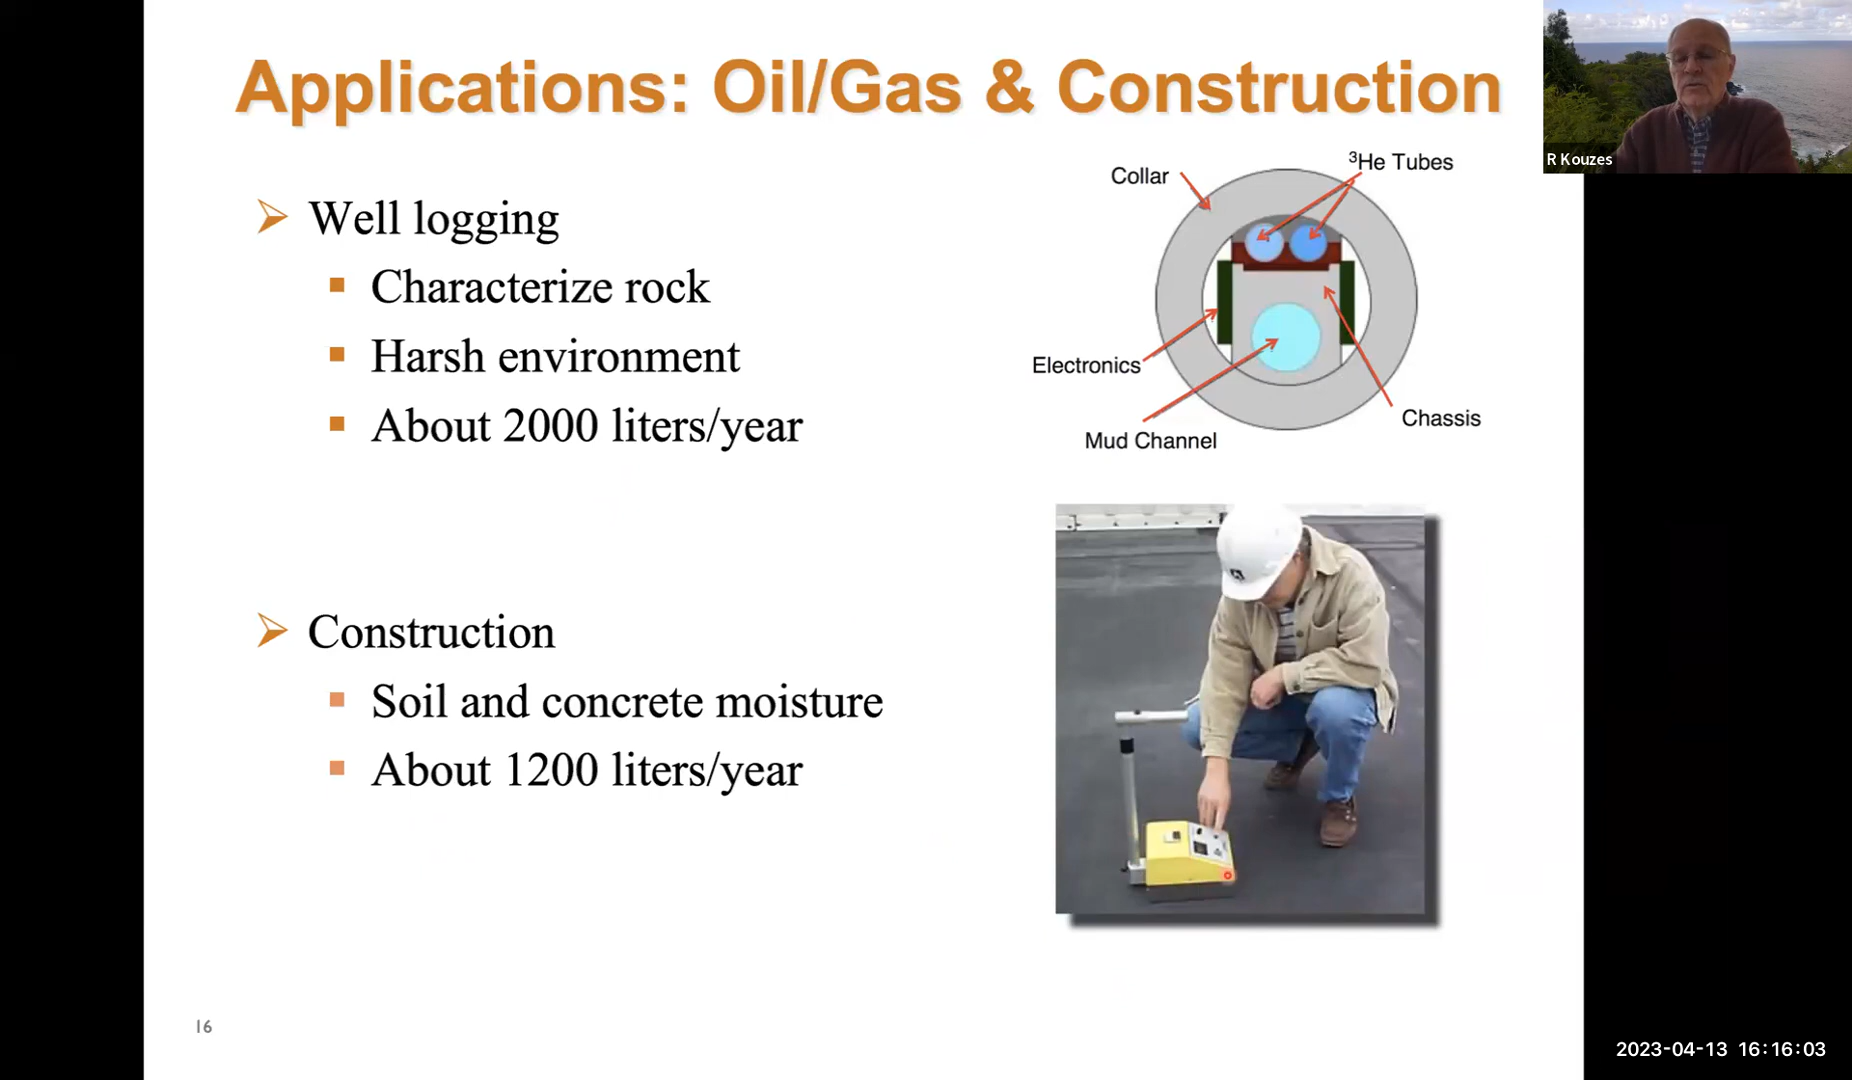 Applications: Oil/Gas & Construction
R Kouzes
Well logging
Characterize rock
Harsh environment
About 2000 liters/year
Collar
³He Tubes
Electronics
Mud Channel
Chassis
Construction
Soil and concrete moisture
About 1200 liters/year
16
2023-04-13 16:16:03